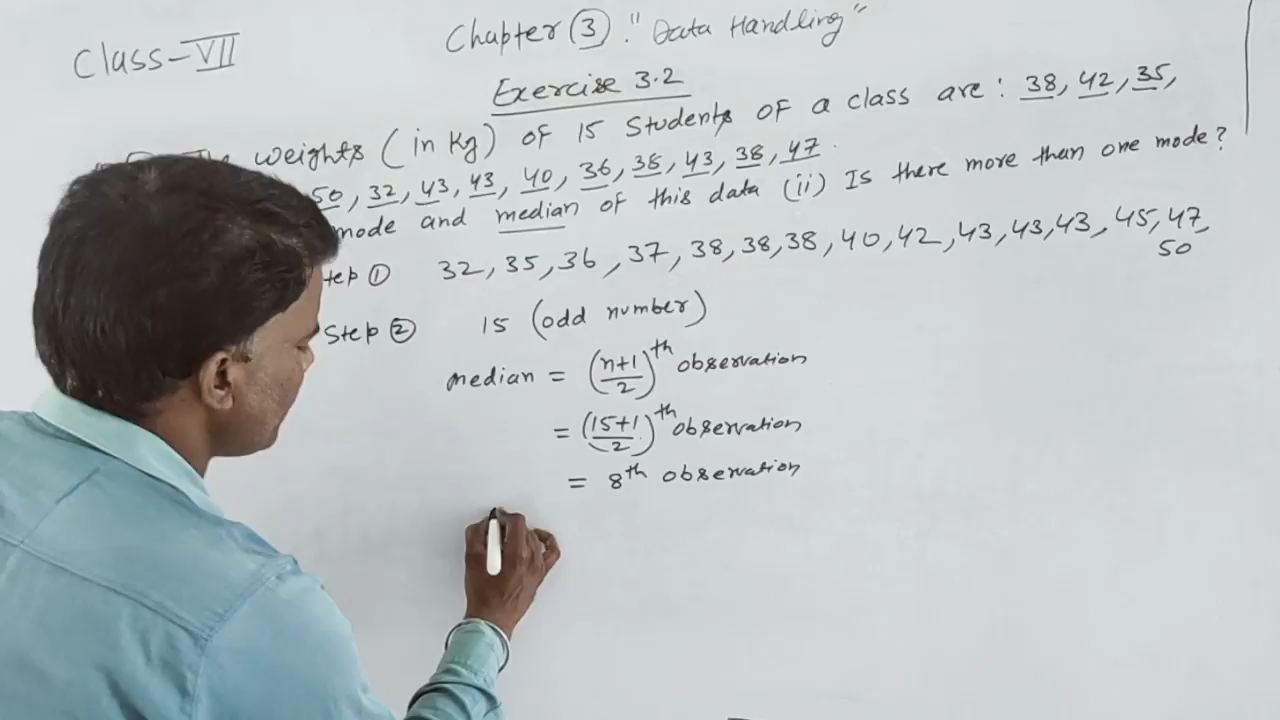 Class-VII
Chapter (3). "Data Handling"
Exercise 3.2
weights (in Kg) of 15 Students of a class are : 38, 42, 35,
50, 32, 43, 43, 40, 36, 38, 43, 38, 47.
mode and median of this data (ii) Is there more than one mode?
Step ① 32, 35, 36, 37, 38, 38, 38, 40, 42, 43, 43, 43, 45, 47,
50
Step ② 15 (odd number)
median = (n+1/2)th observation
= (15+1/2)th observation
= 8th observation